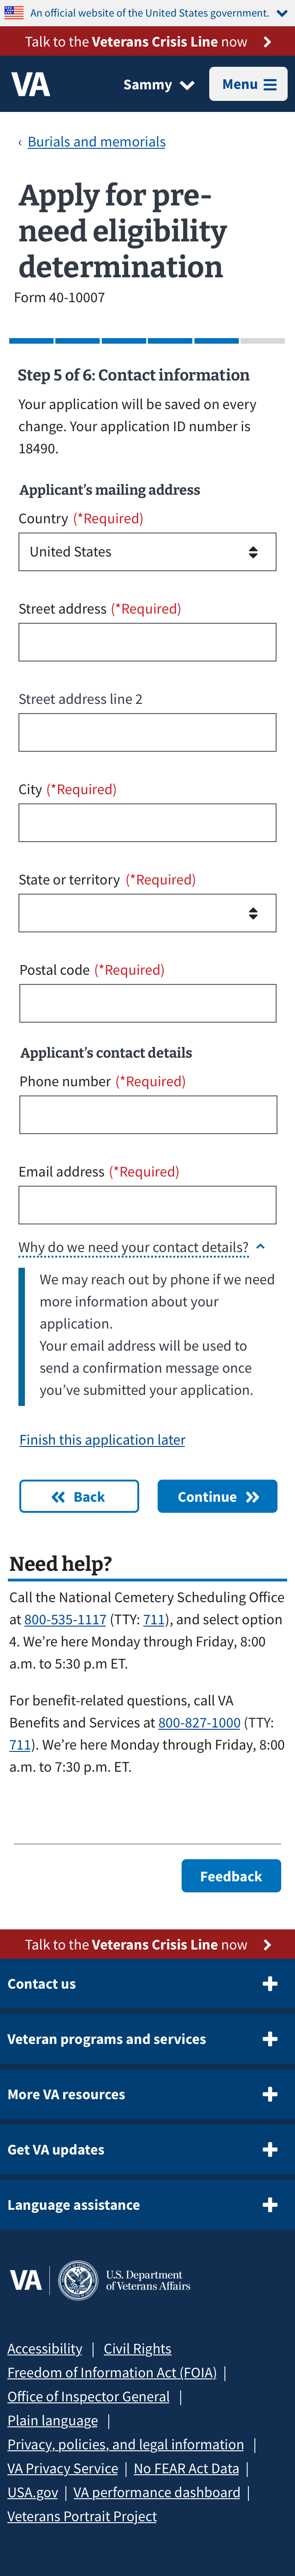 An official website of the United States government.
Talk to the Veterans Crisis Line now
VA
Sammy
Menu
‹ Burials and memorials
Apply for pre-
need eligibility
determination
Form 40-10007
Step 5 of 6: Contact information
Your application will be saved on every
change. Your application ID number is
18490.
Applicant's mailing address
Country (*Required)
United States
Street address (*Required)
Street address line 2
City (*Required)
State or territory (*Required)
Postal code (*Required)
Applicant's contact details
Phone number (*Required)
Email address (*Required)
Why do we need your contact details?
We may reach out by phone if we need
more information about your
application.
Your email address will be used to
send a confirmation message once
you've submitted your application.
Finish this application later
Back
Continue
Need help?
Call the National Cemetery Scheduling Office
at 800-535-1117 (TTY: 711), and select option
4. We're here Monday through Friday, 8:00
a.m. to 5:30 p.m ET.
For benefit-related questions, call VA
Benefits and Services at 800-827-1000 (TTY:
711). We're here Monday through Friday, 8:00
a.m. to 7:30 p.m. ET.
Feedback
Talk to the Veterans Crisis Line now
Contact us
Veteran programs and services
More VA resources
Get VA updates
Language assistance
VA
U.S. Department
of Veterans Affairs
Accessibility | Civil Rights
Freedom of Information Act (FOIA) |
Office of Inspector General |
Plain language |
Privacy, policies, and legal information |
VA Privacy Service | No FEAR Act Data |
USA.gov | VA performance dashboard |
Veterans Portrait Project